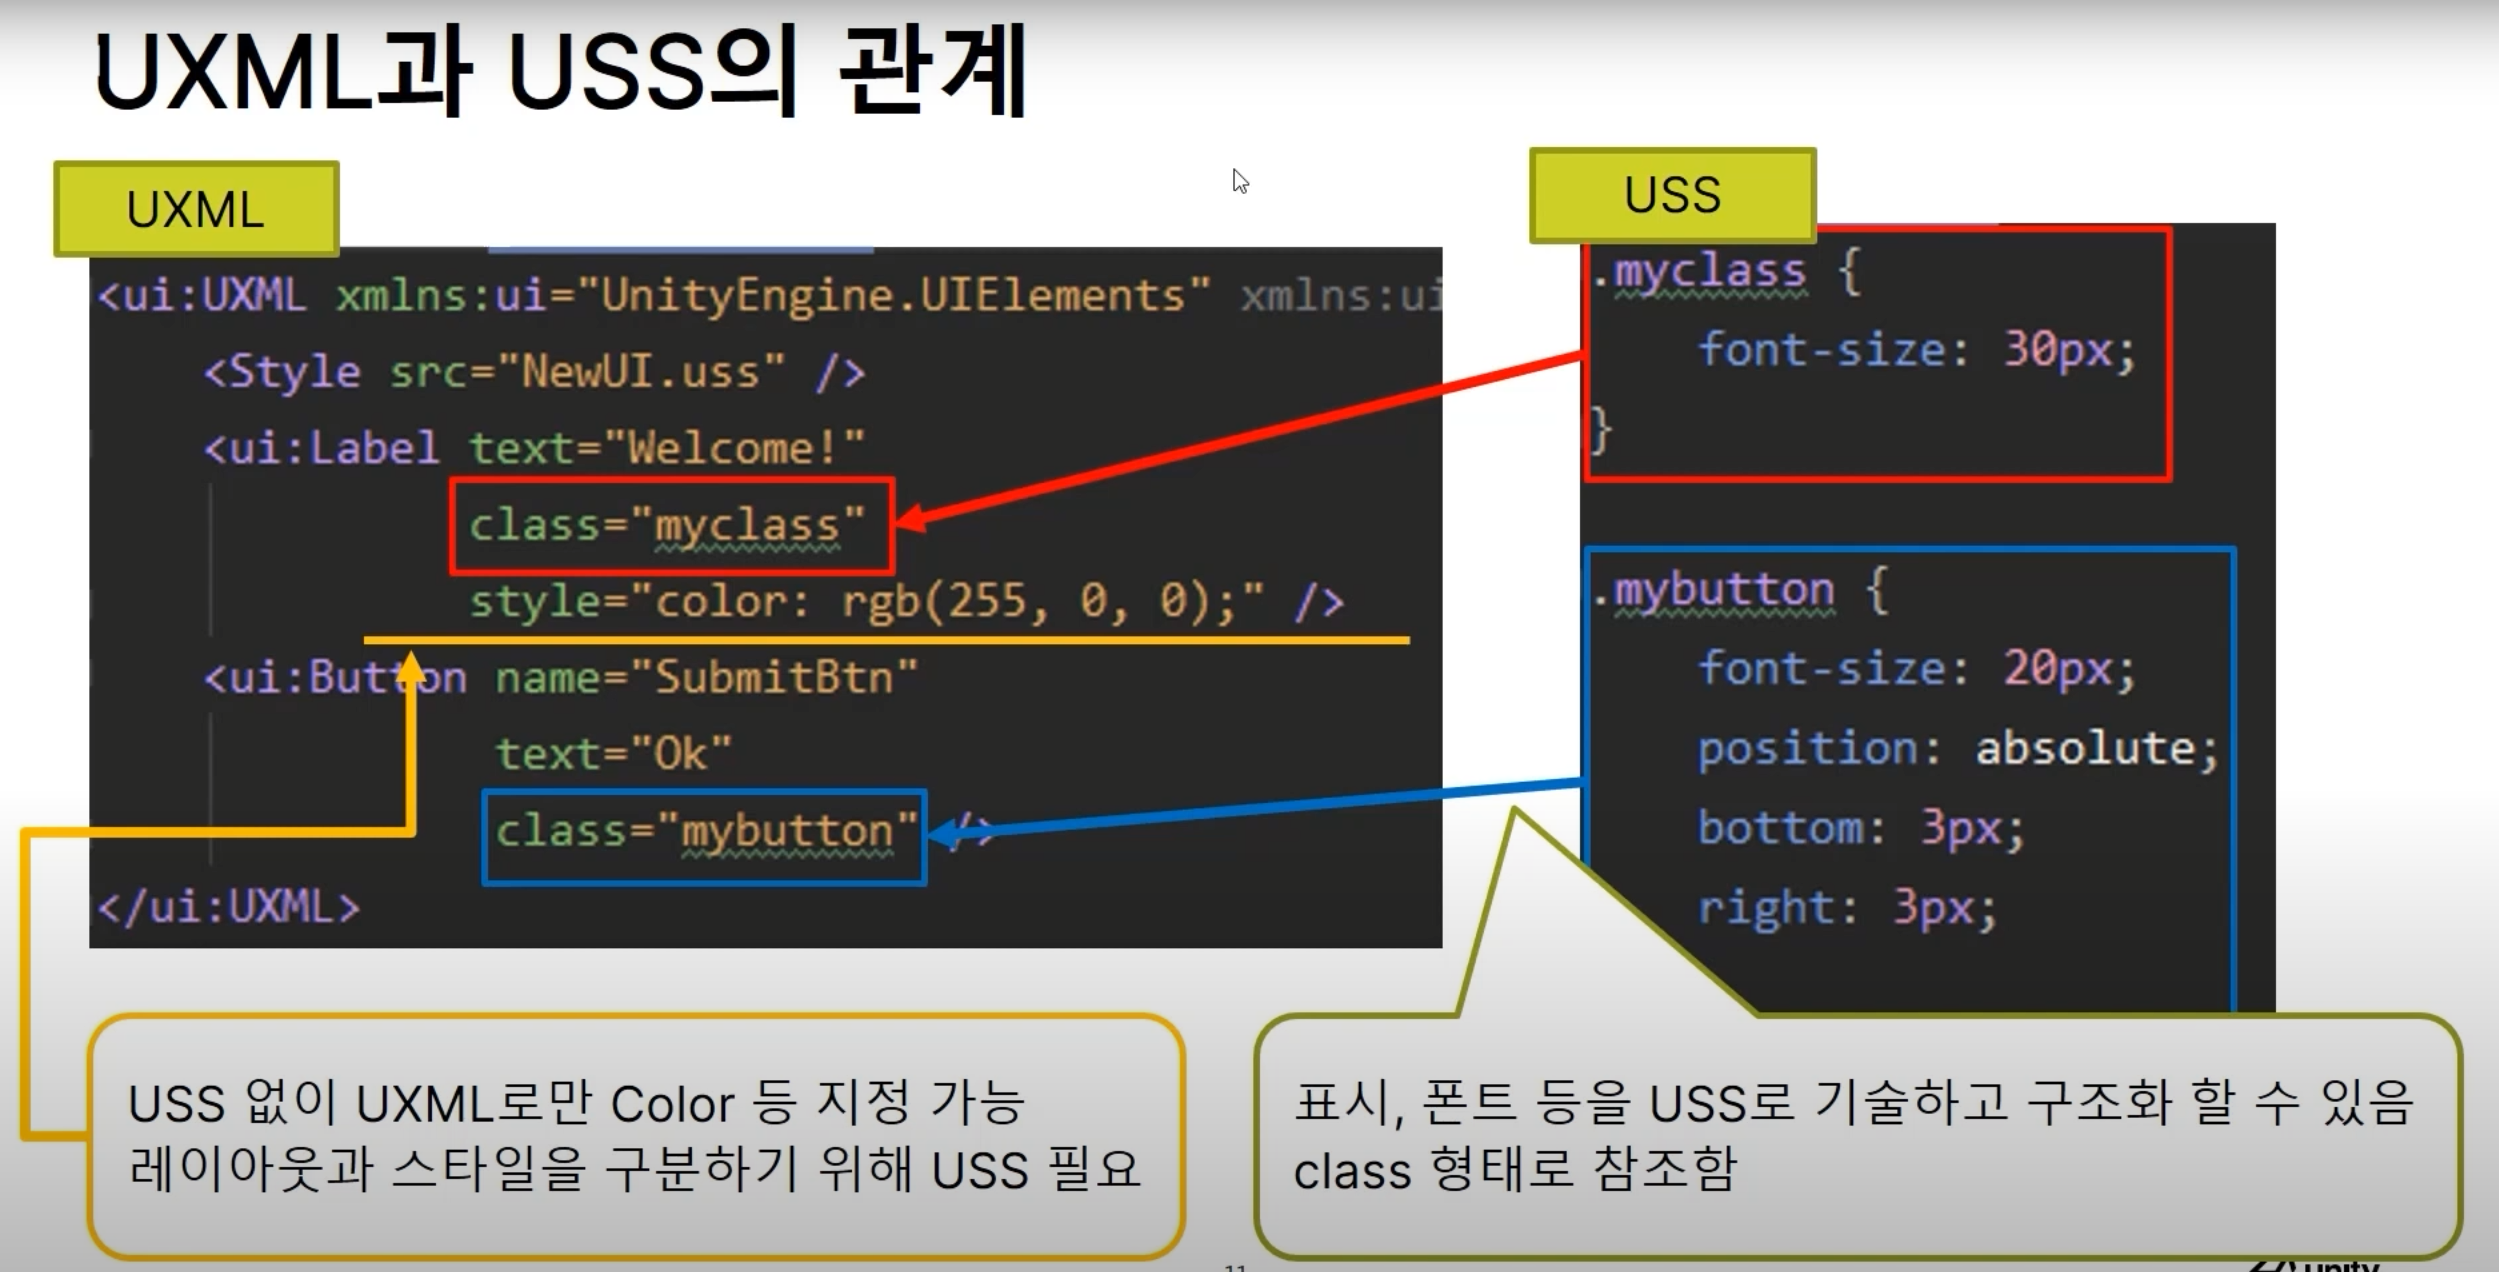 UXML과 USS의 관계
UXML
<ui:UXML xmlns:ui="UnityEngine.UIElements" xmlns:ui
<Style src="NewUI.uss" />
<ui:Label text="Welcome!"
class="myclass"
style="color: rgb(255, 0, 0);" />
<ui:Button name="SubmitBtn"
text="Ok"
class="mybutton" />
</ui:UXML>
USS
.myclass {
font-size: 30px;
}
.mybutton {
font-size: 20px;
position: absolute;
bottom: 3px;
right: 3px;
USS 없이 UXML로만 Color 등 지정 가능
레이아웃과 스타일을 구분하기 위해 USS 필요
표시, 폰트 등을 USS로 기술하고 구조화 할 수 있음
class 형태로 참조함
11
unity